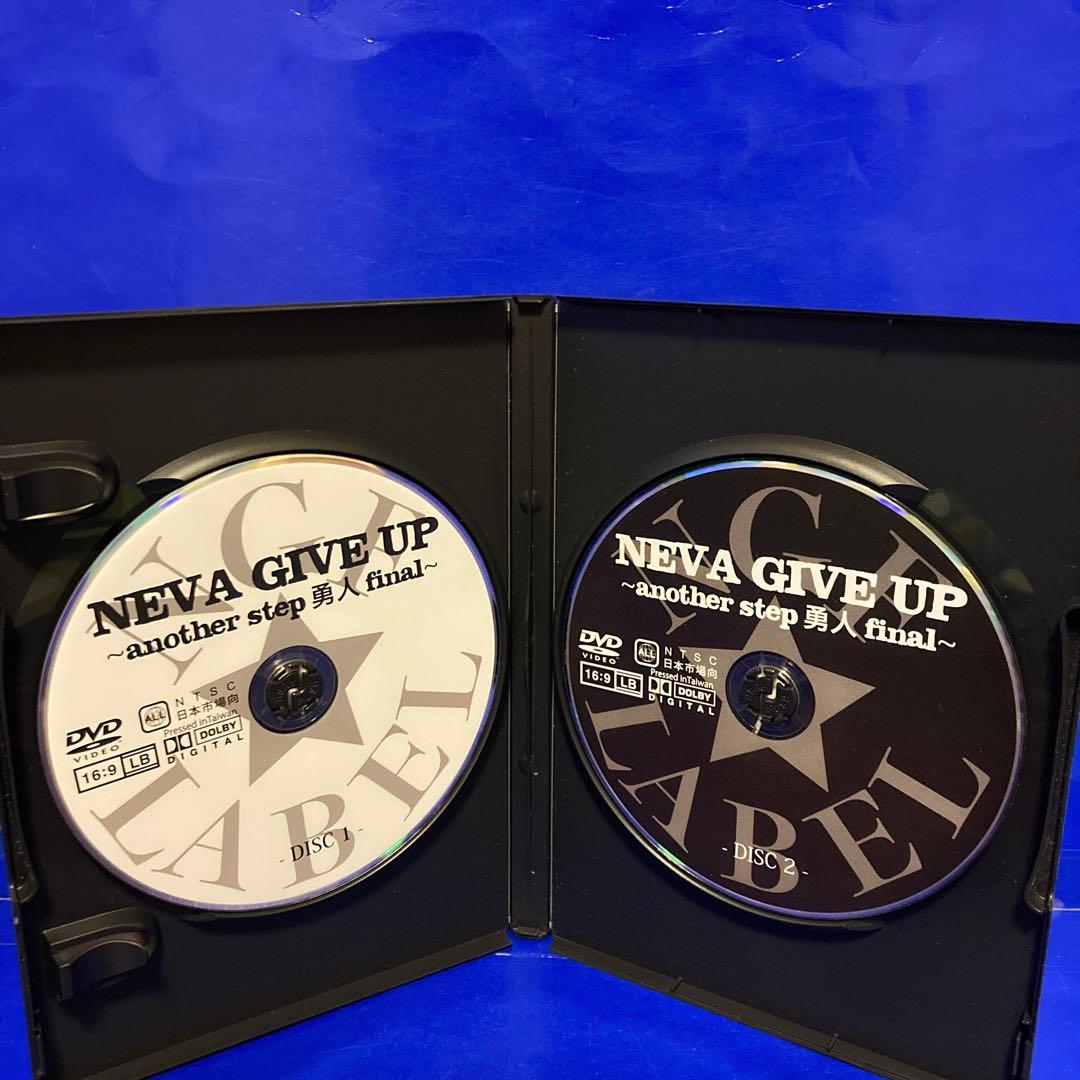 NICE
LABEL
NEVA GIVE UP
~another step 勇人 final~
DVD
VIDEO
ALL
NTSC
日本市場向
Pressed inTaiwan
16:9 LB
DOLBY
DIGITAL
- DISC 1 -
NICE
LABEL
NEVA GIVE UP
~another step 勇人 final~
DVD
VIDEO
ALL
NTSC
日本市場向
Pressed inTaiwan
16:9 LB
DOLBY
DIGITAL
- DISC 2 -